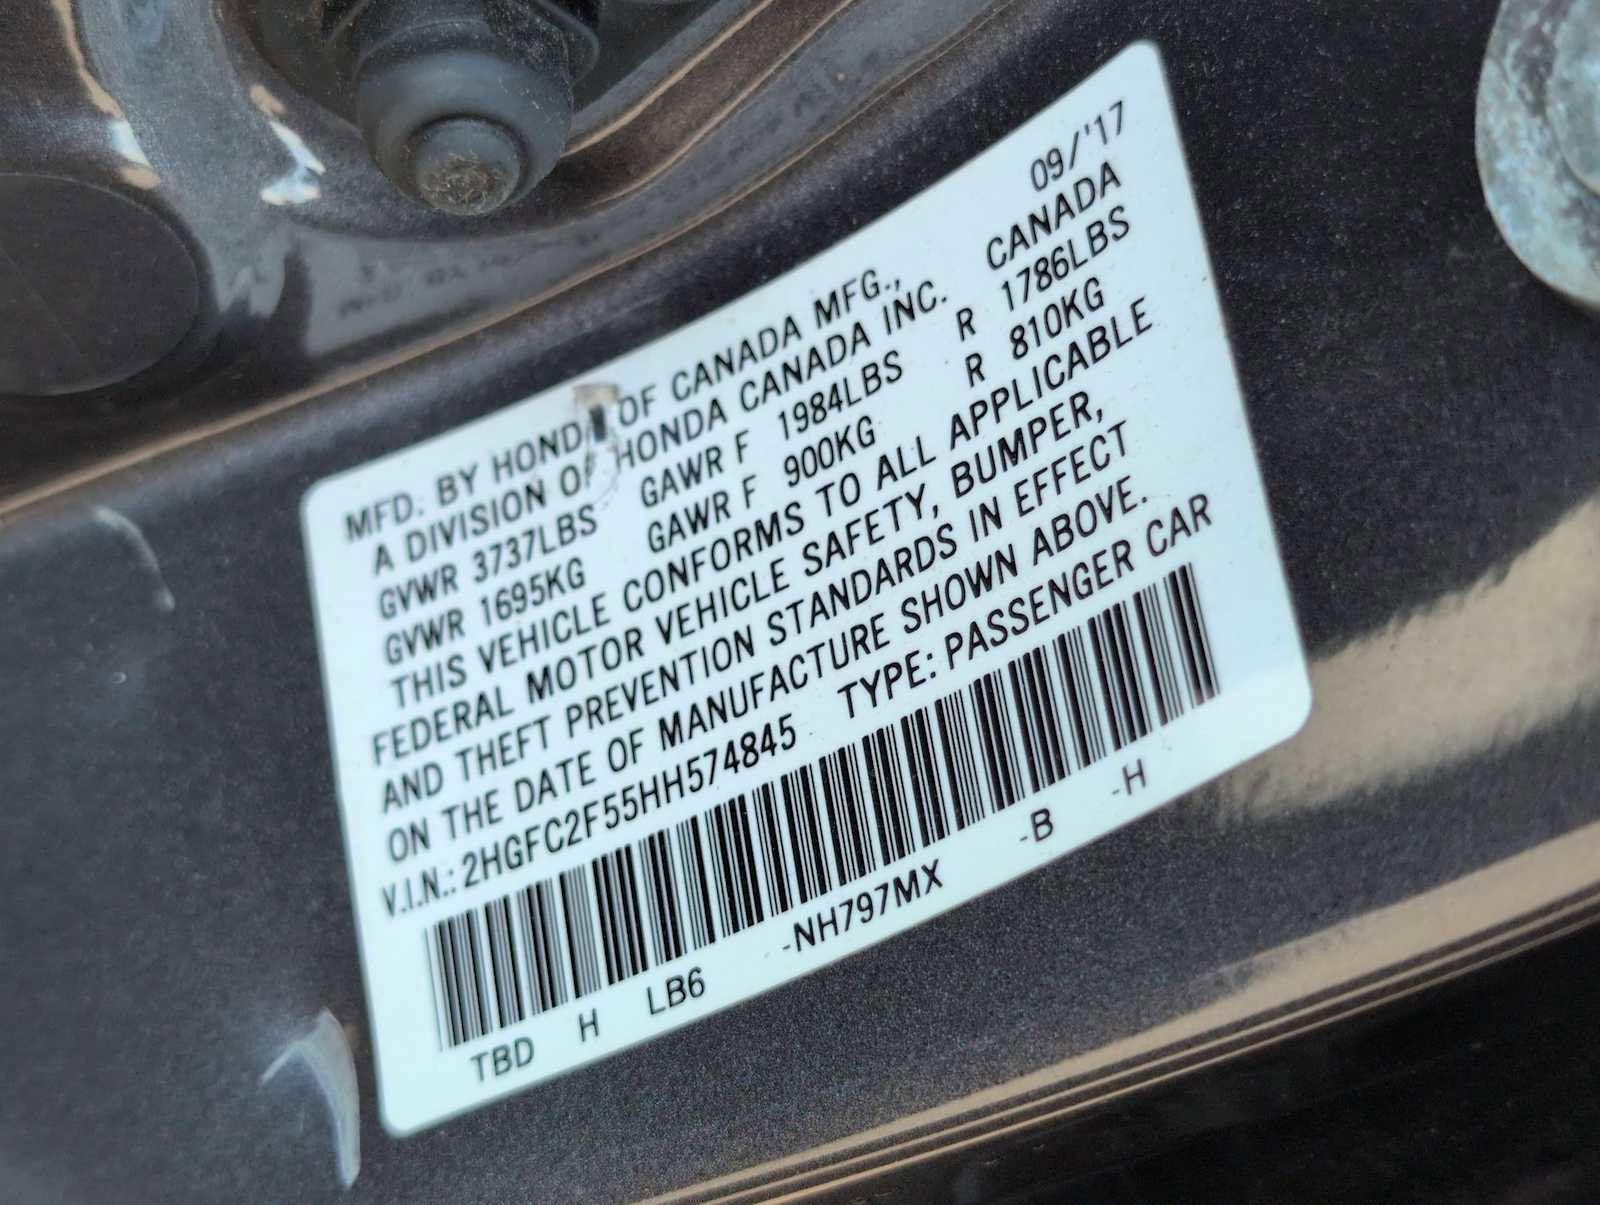 09/'17
MFD. BY HONDA OF CANADA MFG.,
A DIVISION OF HONDA CANADA INC. CANADA
GVWR 3737LBS GAWR F 1984LBS R 1786LBS
GVWR 1695KG GAWR F 900KG R 810KG
THIS VEHICLE CONFORMS TO ALL APPLICABLE
FEDERAL MOTOR VEHICLE SAFETY, BUMPER,
AND THEFT PREVENTION STANDARDS IN EFFECT
ON THE DATE OF MANUFACTURE SHOWN ABOVE.
V.I.N.: 2HGFC2F55HH574845 TYPE: PASSENGER CAR
TBD H LB6 -NH797MX -B -H